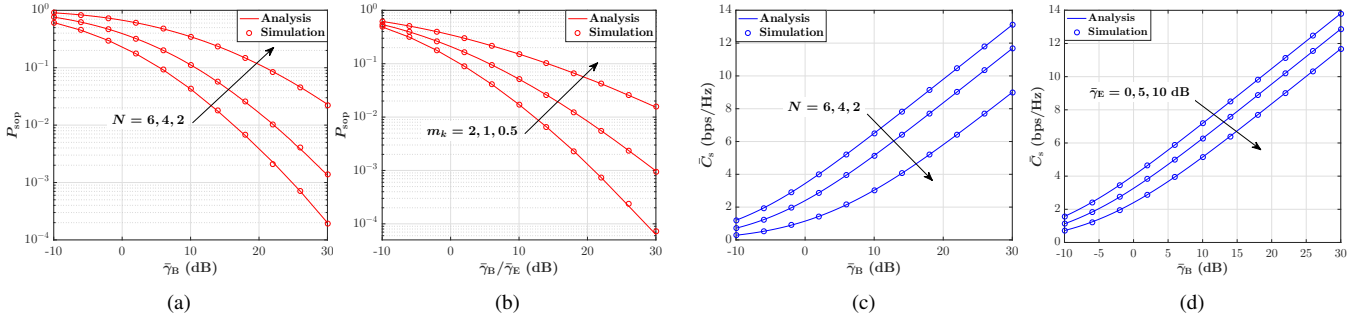 Analysis
Simulation
N = 6, 4, 2
P_sop
10^0
10^-1
10^-2
10^-3
10^-4
-10 0 10 20 30
γ̄_B (dB)
(a)
Analysis
Simulation
m_k = 2, 1, 0.5
P_sop
10^0
10^-1
10^-2
10^-3
10^-4
-10 0 10 20 30
γ̄_B/γ̄_E (dB)
(b)
Analysis
Simulation
N = 6, 4, 2
C̄_s (bps/Hz)
14
12
10
8
6
4
2
0
-10 0 10 20 30
γ̄_B (dB)
(c)
Analysis
Simulation
γ̄_E = 0, 5, 10 dB
C̄_s (bps/Hz)
14
12
10
8
6
4
2
0
-10 -5 0 5 10 15 20 25 30
γ̄_B (dB)
(d)